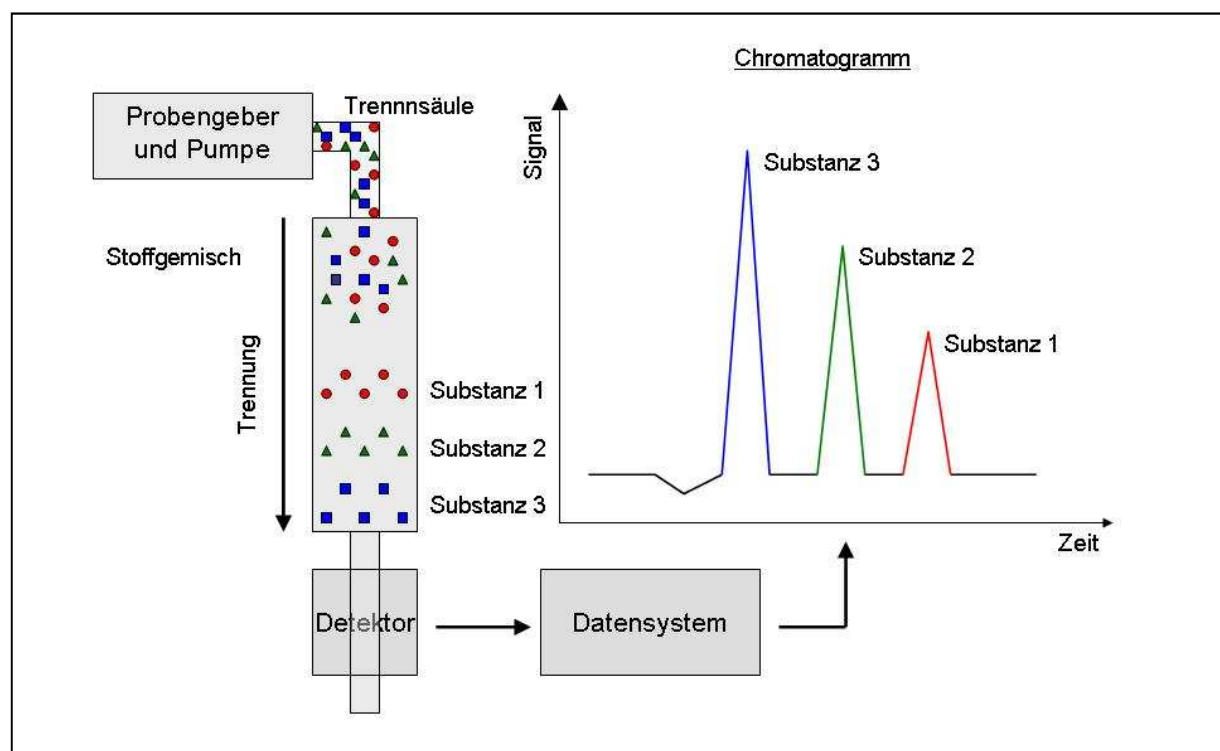 Chromatogramm
Probengeber
und Pumpe
Trennnsäule
Signal
Substanz 3
Stoffgemisch
Substanz 2
Substanz 1
Trennung
Substanz 1
Substanz 2
Substanz 3
Zeit
Detektor
Datensystem